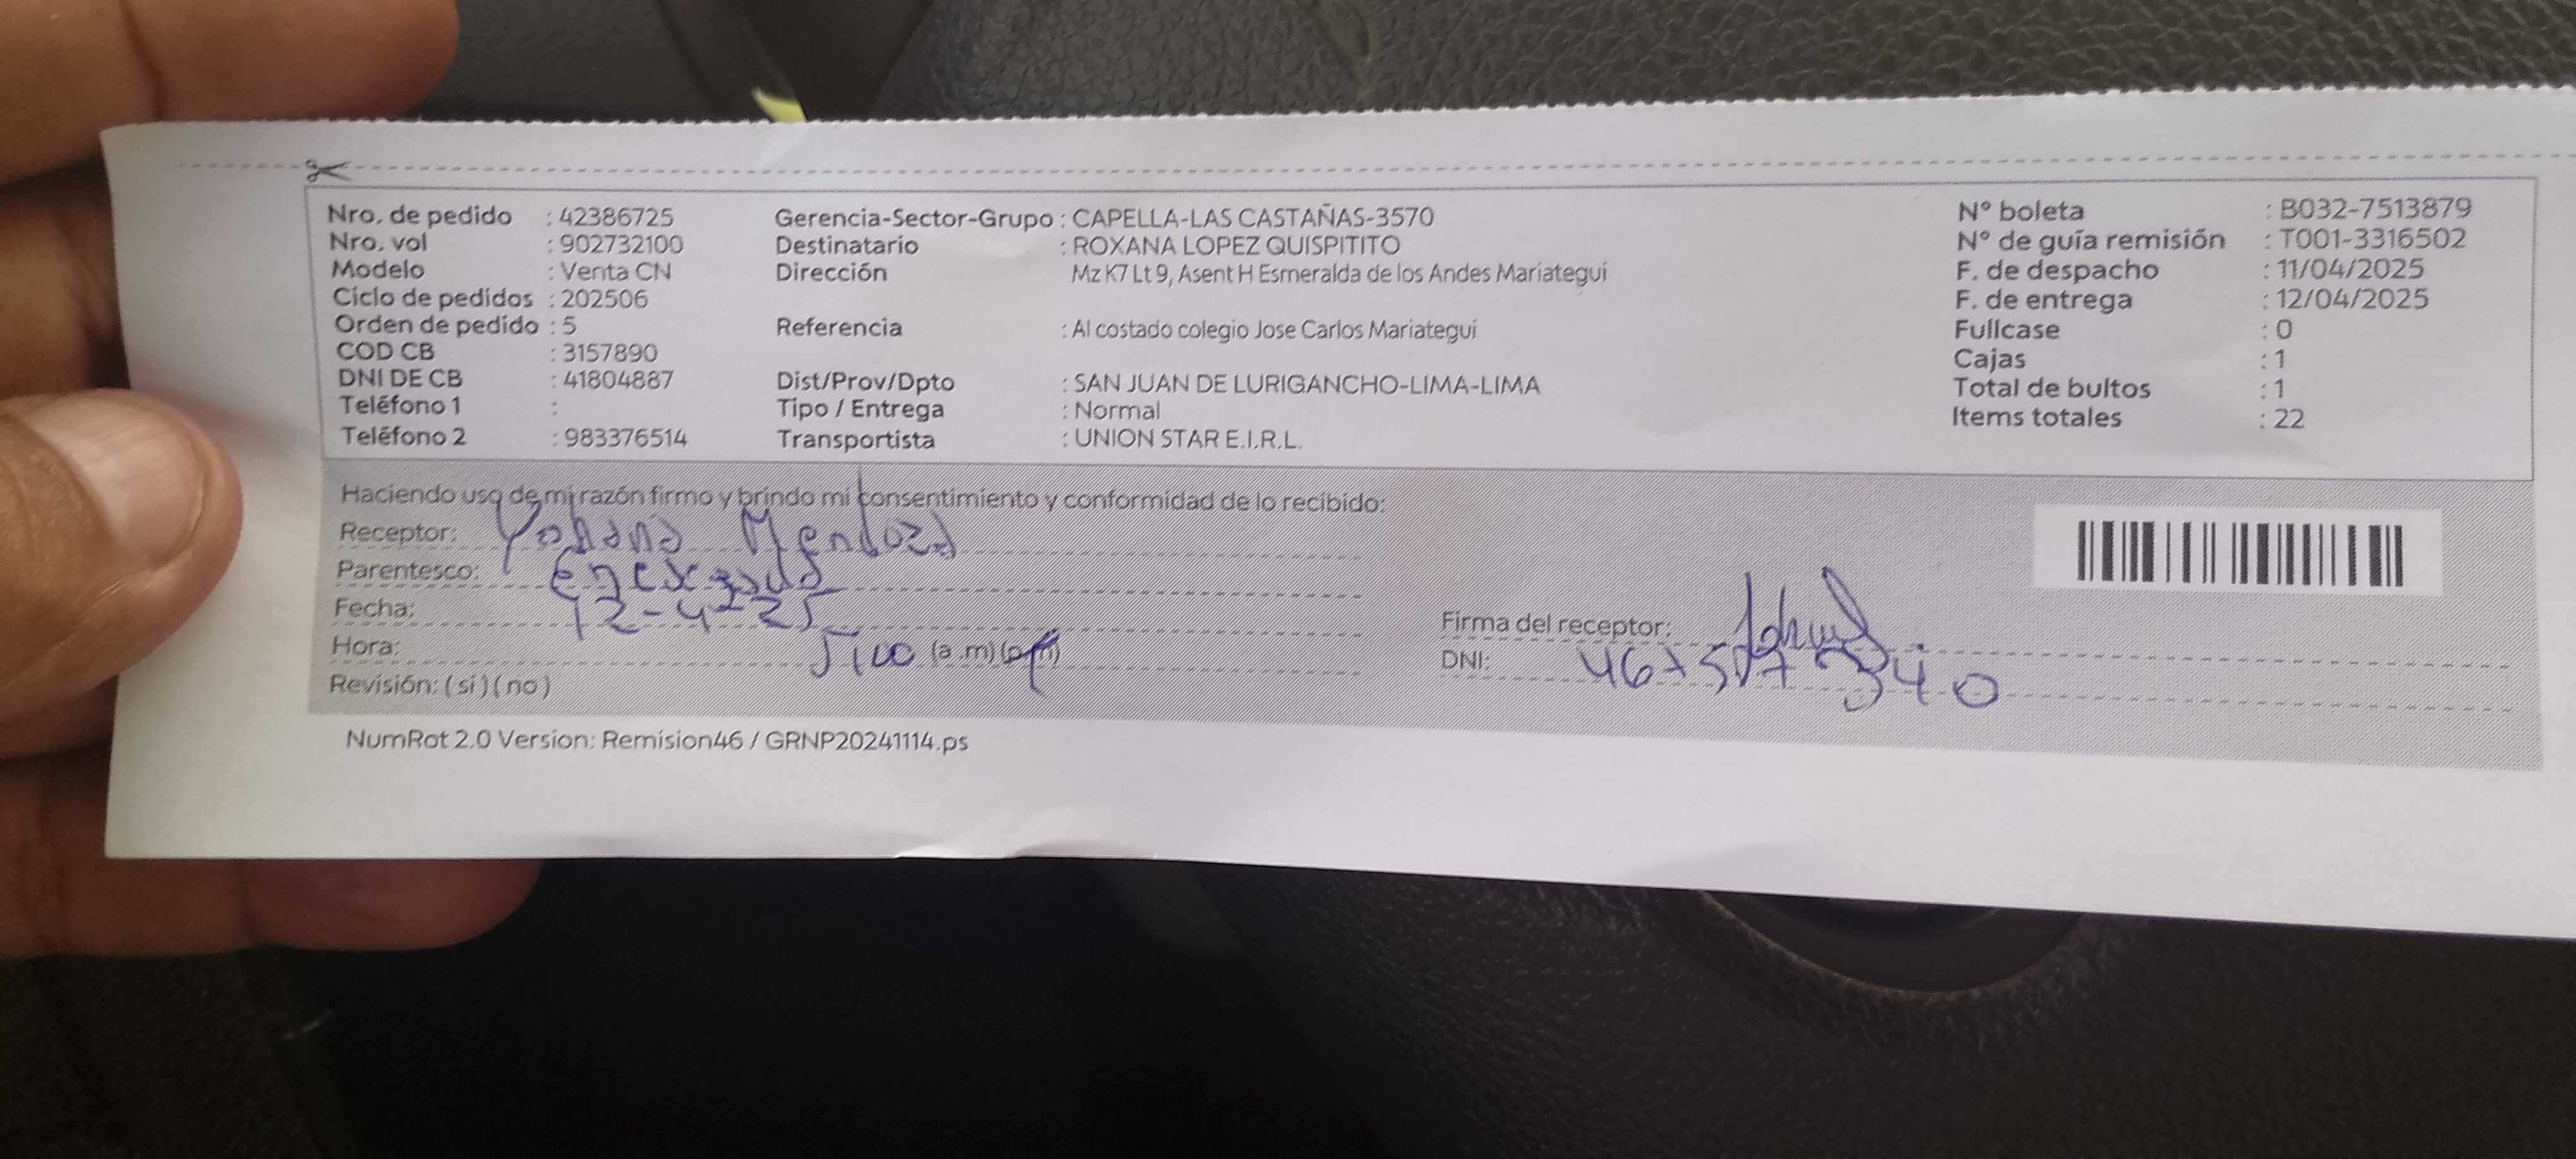 Nro. de pedido : 42386725 Gerencia-Sector-Grupo : CAPELLA-LAS CASTAÑAS-3570 N° boleta : B032-7513879
Nro. vol : 902732100 Destinatario : ROXANA LOPEZ QUISPITITO N° de guía remisión : T001-3316502
Modelo : Venta CN Dirección Mz K7 Lt 9, Asent H Esmeralda de los Andes Mariategui F. de despacho : 11/04/2025
Ciclo de pedidos : 202506 F. de entrega : 12/04/2025
Orden de pedido : 5 Referencia : Al costado colegio Jose Carlos Mariategui Fullcase : 0
COD CB : 3157890 Cajas : 1
DNI DE CB : 41804887 Dist/Prov/Dpto : SAN JUAN DE LURIGANCHO-LIMA-LIMA Total de bultos : 1
Teléfono 1 : Tipo / Entrega : Normal Items totales : 22
Teléfono 2 : 983376514 Transportista : UNION STAR E.I.R.L.
Haciendo uso de mi razón firmo y brindo mi consentimiento y conformidad de lo recibido:
Receptor: Yohana Mendoza
Parentesco:
Fecha: 12-4-25
Firma del receptor:
Hora: 5:00 (a.m) (p.m)
DNI:
Revisión: (si) (no)
NumRot 2.0 Version: Remision46 / GRNP20241114.ps